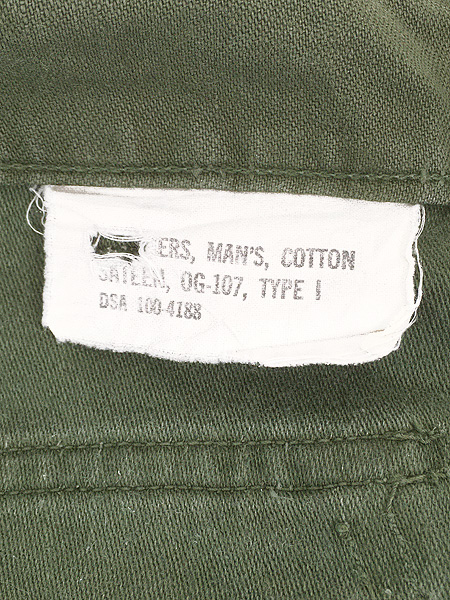 ERS, MAN'S, COTTON
SATEEN, OG-107, TYPE I
DSA 100-4188